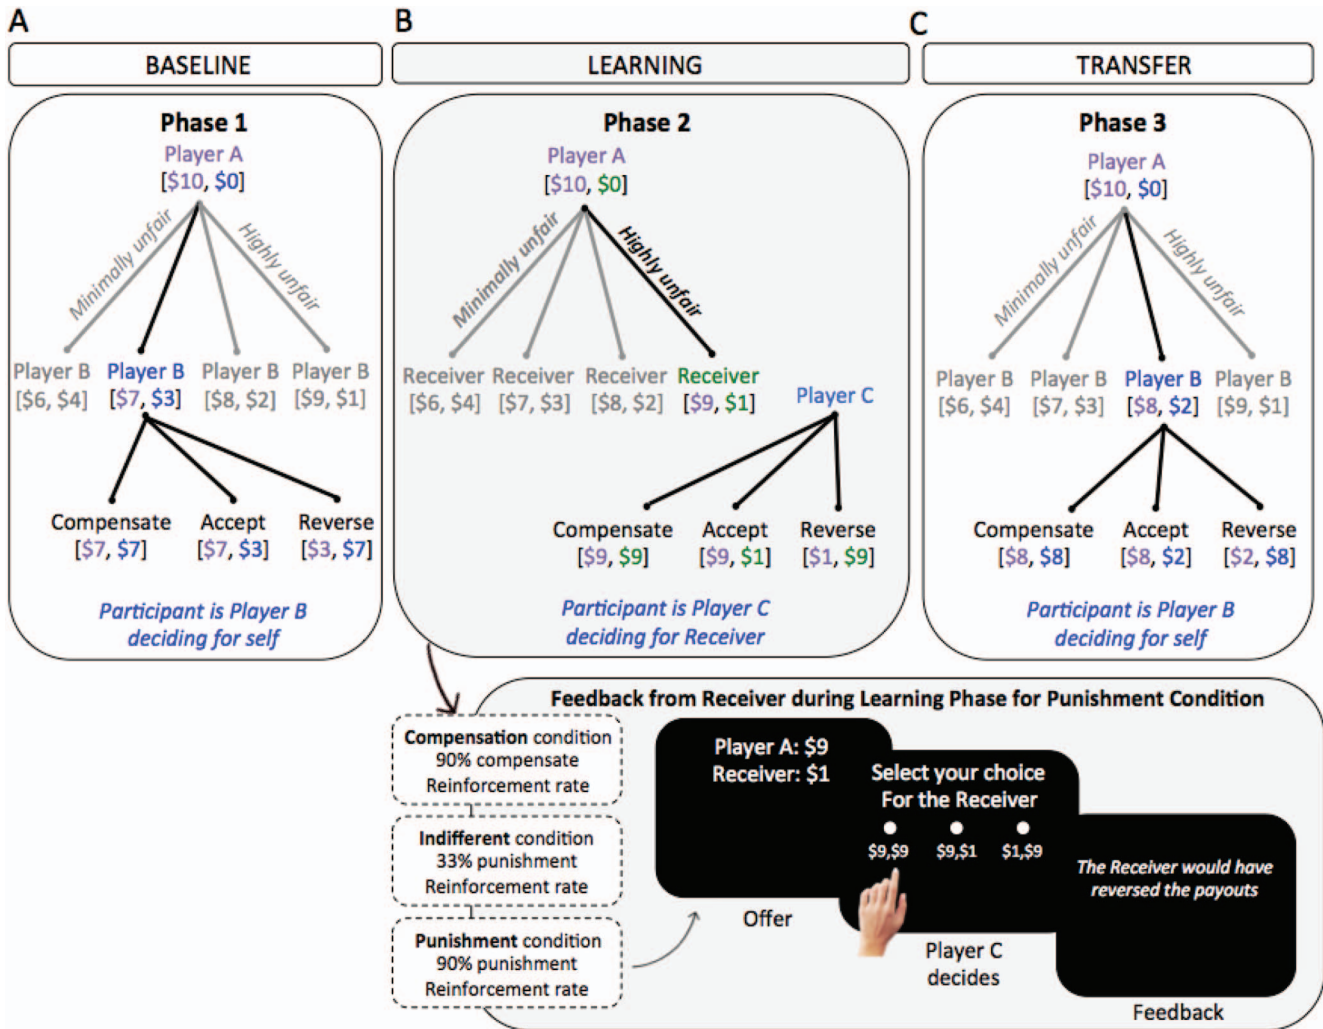 A
BASELINE
Phase 1
Player A
[$10, $0]
Minimally unfair
Highly unfair
Player B Player B Player B Player B
[$6, $4] [$7, $3] [$8, $2] [$9, $1]
Compensate Accept Reverse
[$7, $7] [$7, $3] [$3, $7]
Participant is Player B
deciding for self
B
LEARNING
Phase 2
Player A
[$10, $0]
Minimally unfair
Highly unfair
Receiver Receiver Receiver Receiver
[$6, $4] [$7, $3] [$8, $2] [$9, $1]
Player C
Compensate Accept Reverse
[$9, $9] [$9, $1] [$1, $9]
Participant is Player C
deciding for Receiver
C
TRANSFER
Phase 3
Player A
[$10, $0]
Minimally unfair
Highly unfair
Player B Player B Player B Player B
[$6, $4] [$7, $3] [$8, $2] [$9, $1]
Compensate Accept Reverse
[$8, $8] [$8, $2] [$2, $8]
Participant is Player B
deciding for self
Feedback from Receiver during Learning Phase for Punishment Condition
Compensation condition
90% compensate
Reinforcement rate
Indifferent condition
33% punishment
Reinforcement rate
Punishment condition
90% punishment
Reinforcement rate
Player A: $9
Receiver: $1
Offer
Select your choice
For the Receiver
$9,$9 $9,$1 $1,$9
Player C
decides
The Receiver would have
reversed the payouts
Feedback